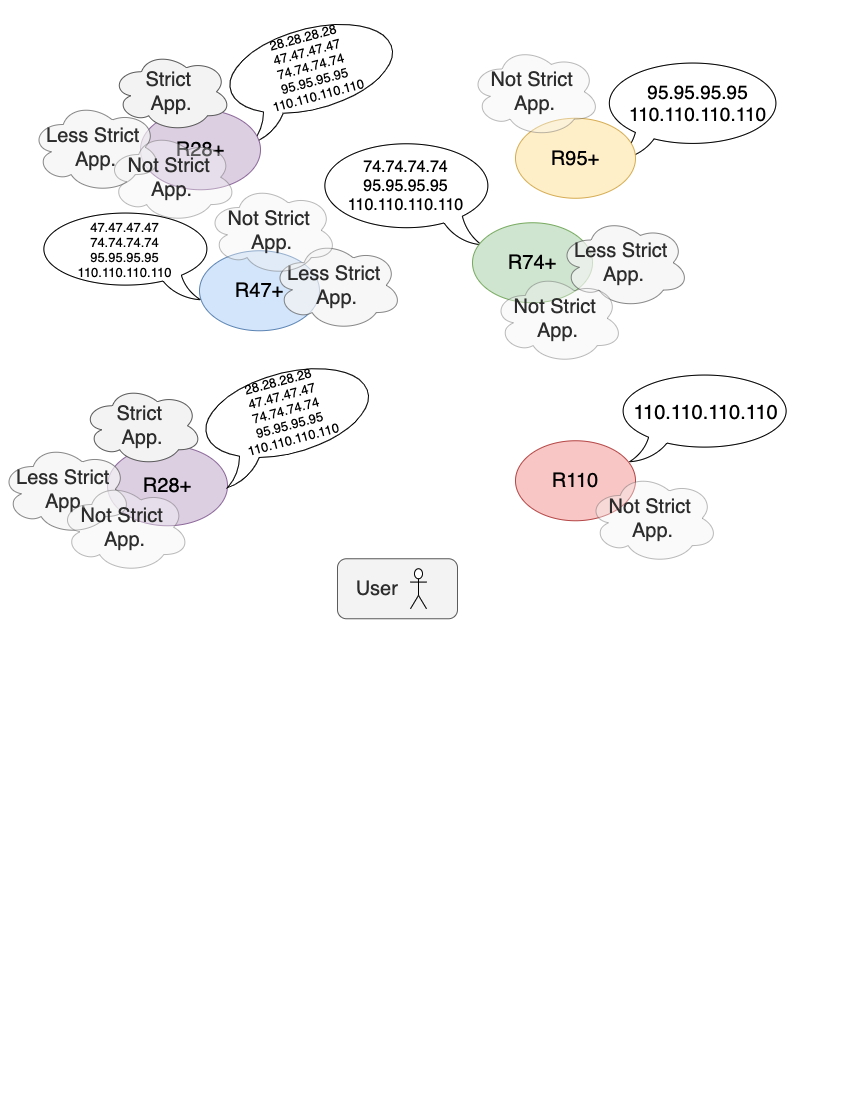 28.28.28.28
47.47.47.47
74.74.74.74
95.95.95.95
110.110.110.110
Strict
App.
Less Strict
App.
R28+
Not Strict
App.
Not Strict
App.
95.95.95.95
110.110.110.110
R95+
74.74.74.74
95.95.95.95
110.110.110.110
47.47.47.47
74.74.74.74
95.95.95.95
110.110.110.110
Not Strict
App.
R47+
Less Strict
App.
R74+
Less Strict
App.
Not Strict
App.
28.28.28.28
47.47.47.47
74.74.74.74
95.95.95.95
110.110.110.110
Strict
App.
Less Strict
App.
R28+
Not Strict
App.
110.110.110.110
R110
Not Strict
App.
User